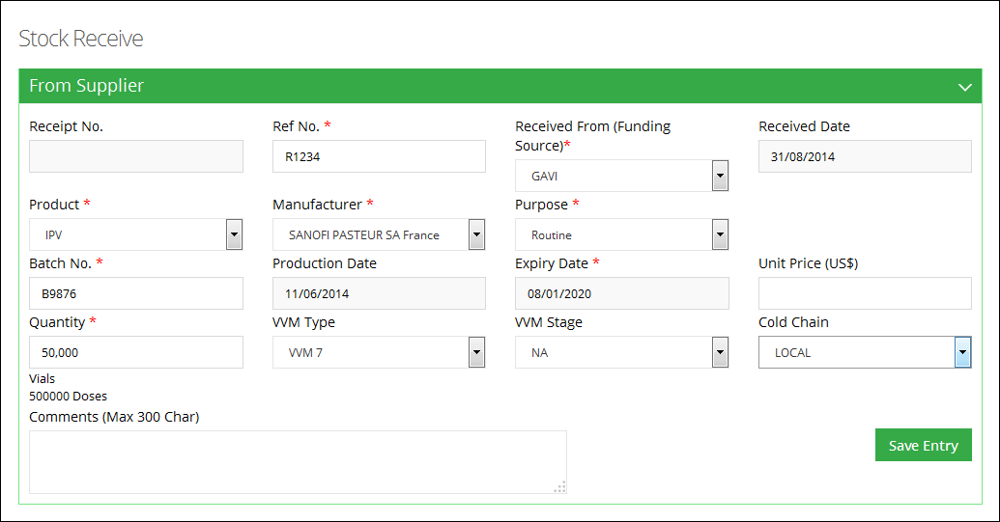 Stock Receive
From Supplier
Receipt No.
Ref No. *
Received From (Funding
Source)*
Received Date
R1234
GAVI
31/08/2014
Product *
Manufacturer *
Purpose *
IPV
SANOFI PASTEUR SA France
Routine
Batch No. *
Production Date
Expiry Date *
Unit Price (US$)
B9876
11/06/2014
08/01/2020
Quantity *
VVM Type
VVM Stage
Cold Chain
50,000
VVM 7
NA
LOCAL
Vials
500000 Doses
Comments (Max 300 Char)
Save Entry